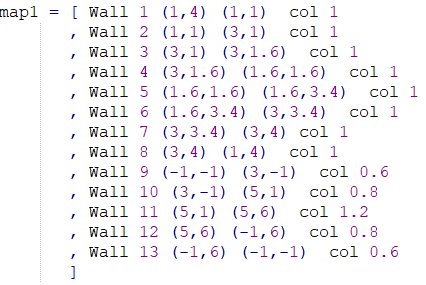 map1 = [ Wall 1 (1,4) (1,1)  col 1
, Wall 2 (1,1) (3,1)  col 1
, Wall 3 (3,1) (3,1.6)  col 1
, Wall 4 (3,1.6) (1.6,1.6)  col 1
, Wall 5 (1.6,1.6) (1.6,3.4)  col 1
, Wall 6 (1.6,3.4) (3,3.4)  col 1
, Wall 7 (3,3.4) (3,4) col 1
, Wall 8 (3,4) (1,4)  col 1
, Wall 9 (-1,-1) (3,-1)  col 0.6
, Wall 10 (3,-1) (5,1)  col 0.8
, Wall 11 (5,1) (5,6)  col 1.2
, Wall 12 (5,6) (-1,6)  col 0.8
, Wall 13 (-1,6) (-1,-1)  col 0.6
]